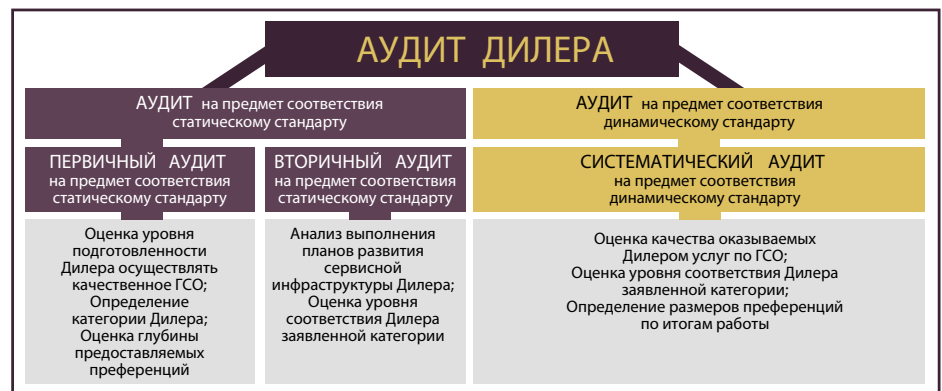 АУДИТ ДИЛЕРА
АУДИТ на предмет соответствия
статическому стандарту
АУДИТ на предмет соответствия
динамическому стандарту
ПЕРВИЧНЫЙ АУДИТ
на предмет соответствия
статическому стандарту
ВТОРИЧНЫЙ АУДИТ
на предмет соответствия
статическому стандарту
СИСТЕМАТИЧЕСКИЙ АУДИТ
на предмет соответствия
динамическому стандарту
Оценка уровня
подготовленности
Дилера осуществлять
качественное ГСО;
Определение
категории Дилера;
Оценка глубины
предоставляемых
преференций
Анализ выполнения
планов развития
сервисной
инфраструктуры Дилера;
Оценка уровня
соответствия Дилера
заявленной категории
Оценка качества оказываемых
Дилером услуг по ГСО;
Оценка уровня соответствия Дилера
заявленной категории;
Определение размеров преференций
по итогам работы